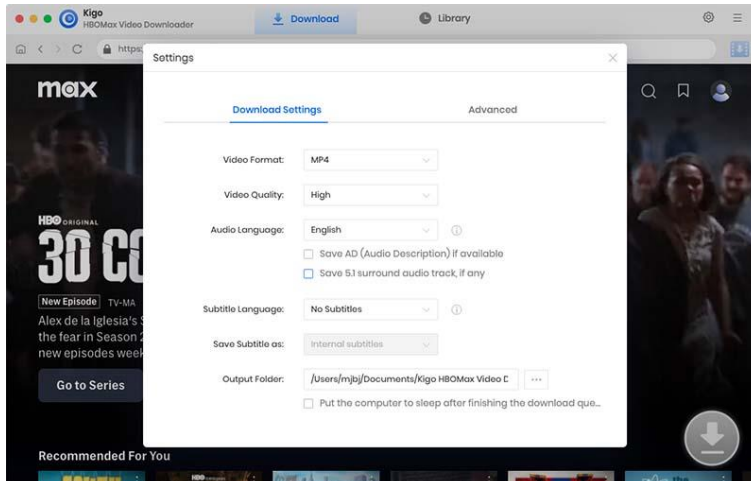 Kigo
HBOMax Video Downloader
Download
Library
https:
Settings
Download Settings
Advanced
Video Format:
MP4
Video Quality:
High
Audio Language:
English
Save AD (Audio Description) if available
Save 5.1 surround audio track, if any
Subtitle Language:
No Subtitles
Save Subtitle as:
Internal subtitles
Output Folder:
/Users/mjbj/Documents/Kigo HBOMax Video D
...
Put the computer to sleep after finishing the download que...
max
HBO ORIGINAL
30 CO
New Episode TV-MA
Alex de la Iglesia's S
the fear in Season 2
new episodes week
Go to Series
Recommended For You
HBO